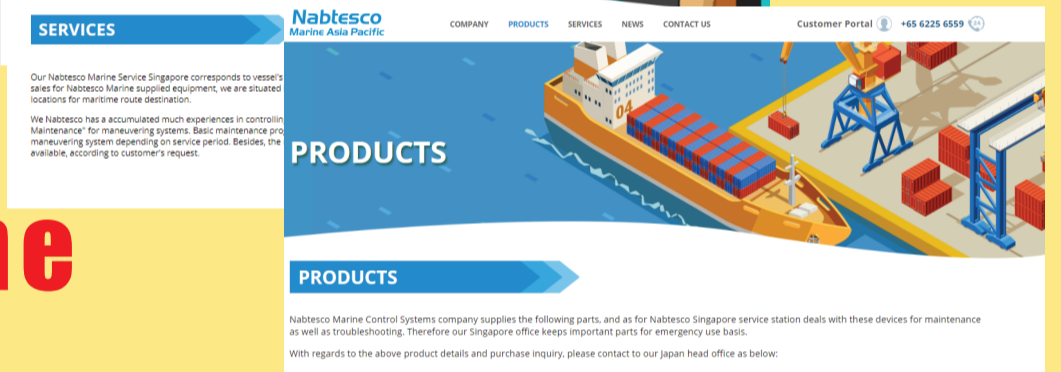 SERVICES
Our Nabtesco Marine Service Singapore corresponds to vessel's
sales for Nabtesco Marine supplied equipment, we are situated
locations for maritime route destination.
We Nabtesco has a accumulated much experiences in controllin
Maintenance" for maneuvering systems. Basic maintenance pro
maneuvering system depending on service period. Besides, the
available, according to customer's request.
ne
Nabtesco
Marine Asia Pacific
COMPANY PRODUCTS SERVICES NEWS CONTACT US
Customer Portal +65 6225 6559 24
04
PRODUCTS
PRODUCTS
Nabtesco Marine Control Systems company supplies the following parts, and as for Nabtesco Singapore service station deals with these devices for maintenance
as well as troubleshooting. Therefore our Singapore office keeps important parts for emergency use basis.
With regards to the above product details and purchase inquiry, please contact to our Japan head office as below: